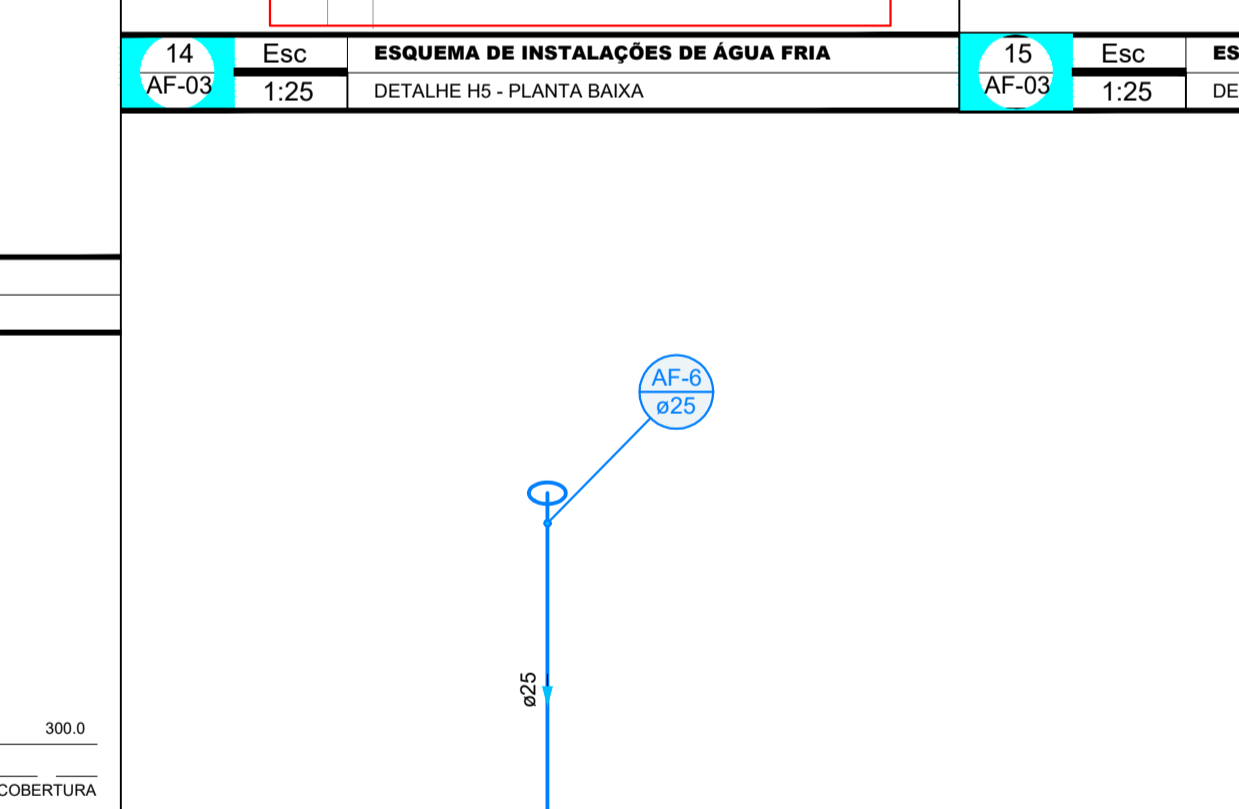 14
AF-03
Esc
1:25
ESQUEMA DE INSTALAÇÕES DE ÁGUA FRIA
DETALHE H5 - PLANTA BAIXA
15
AF-03
Esc
1:25
ES
DE
AF-6
ø25
ø25
300.0
COBERTURA